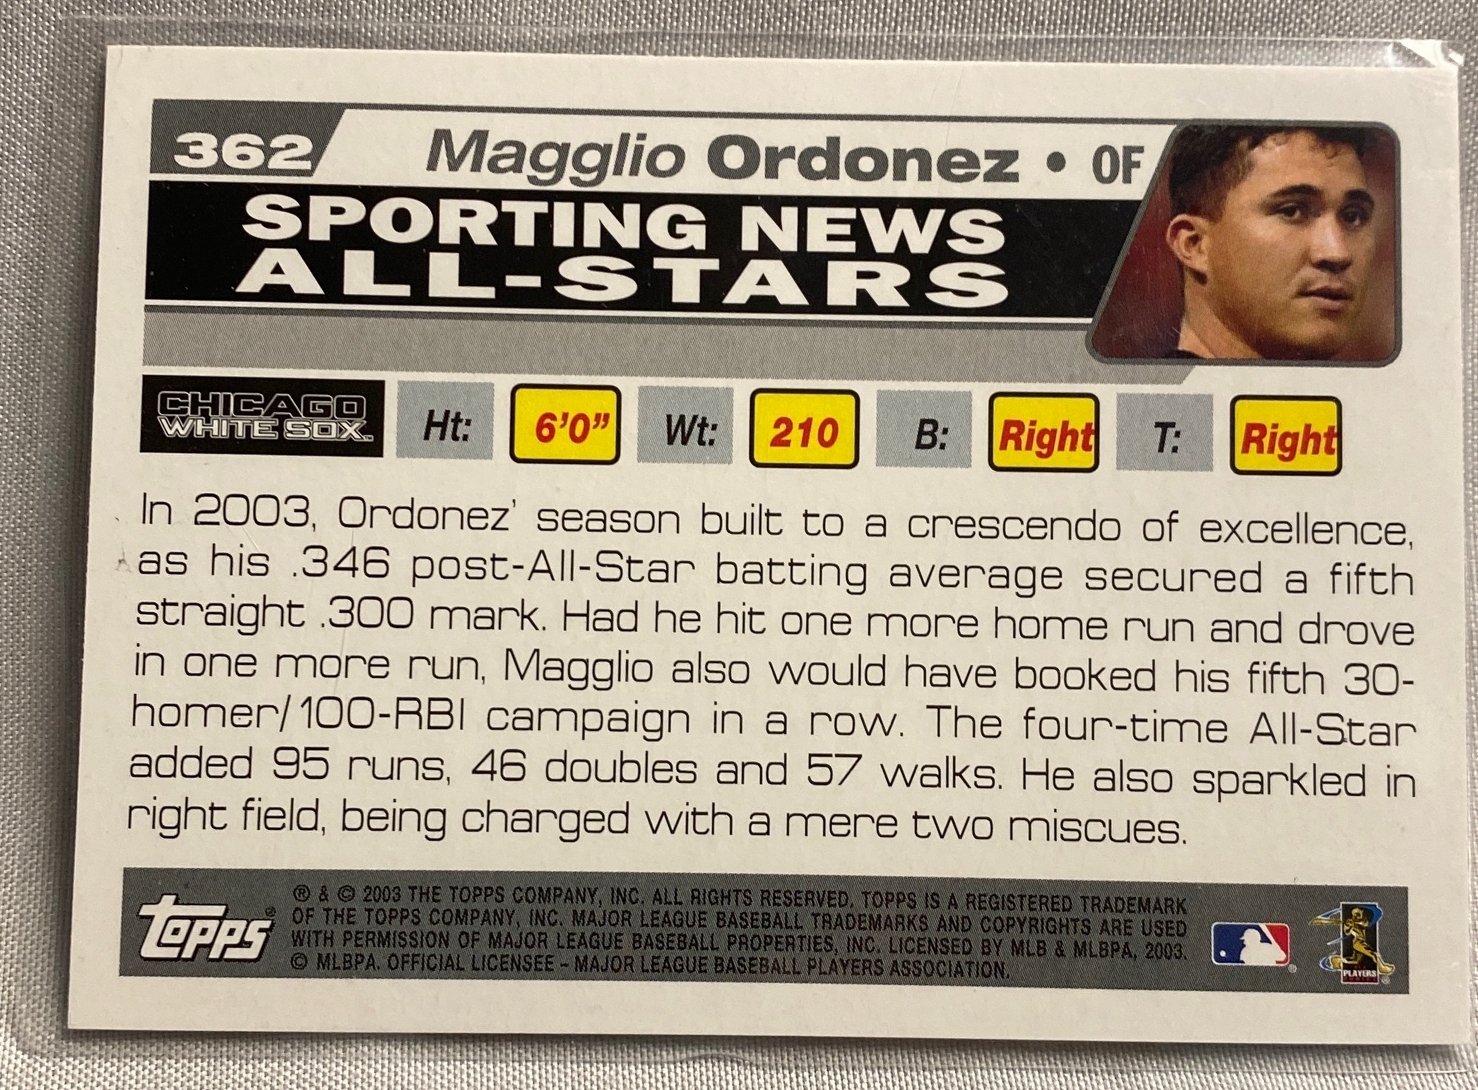 362 Magglio Ordonez • OF
SPORTING NEWS
ALL-STARS
CHICAGO
WHITE SOX
Ht: 6'0" Wt: 210 B: Right T: Right
In 2003, Ordonez' season built to a crescendo of excellence,
as his .346 post-All-Star batting average secured a fifth
straight .300 mark. Had he hit one more home run and drove
in one more run, Magglio also would have booked his fifth 30-
homer/100-RBI campaign in a row. The four-time All-Star
added 95 runs, 46 doubles and 57 walks. He also sparkled in
right field, being charged with a mere two miscues.
Topps®
® & © 2003 THE TOPPS COMPANY, INC. ALL RIGHTS RESERVED. TOPPS IS A REGISTERED TRADEMARK
OF THE TOPPS COMPANY, INC. MAJOR LEAGUE BASEBALL TRADEMARKS AND COPYRIGHTS ARE USED
WITH PERMISSION OF MAJOR LEAGUE BASEBALL PROPERTIES, INC. LICENSED BY MLB & MLBPA, 2003.
© MLBPA. OFFICIAL LICENSEE – MAJOR LEAGUE BASEBALL PLAYERS ASSOCIATION.
PLAYERS